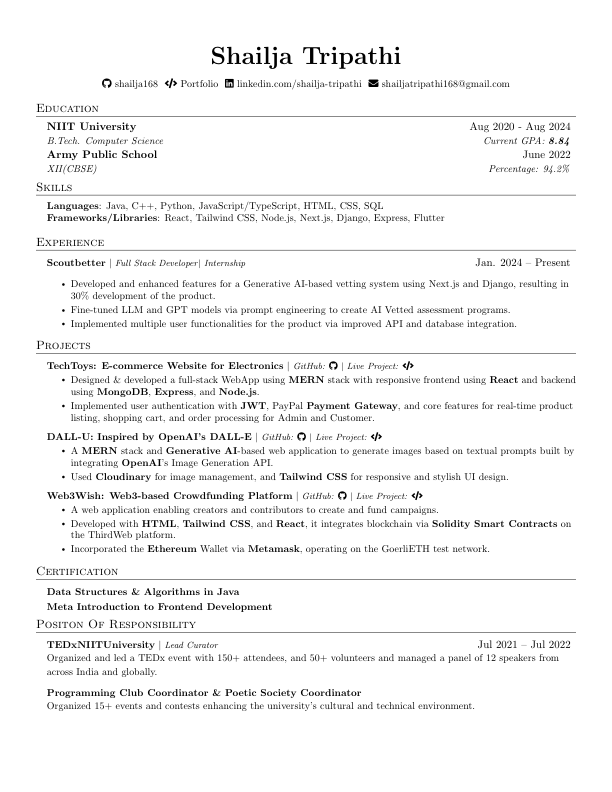 Shailja Tripathi
shailja168 Portfolio linkedin.com/shailja-tripathi shailjatripathi168@gmail.com
Education
NIIT University Aug 2020 - Aug 2024
B.Tech. Computer Science Current GPA: 8.84
Army Public School June 2022
XII(CBSE) Percentage: 94.2%
Skills
Languages: Java, C++, Python, JavaScript/TypeScript, HTML, CSS, SQL
Frameworks/Libraries: React, Tailwind CSS, Node.js, Next.js, Django, Express, Flutter
Experience
Scoutbetter | Full Stack Developer| Internship Jan. 2024 – Present
• Developed and enhanced features for a Generative AI-based vetting system using Next.js and Django, resulting in
30% development of the product.
• Fine-tuned LLM and GPT models via prompt engineering to create AI Vetted assessment programs.
• Implemented multiple user functionalities for the product via improved API and database integration.
Projects
TechToys: E-commerce Website for Electronics | GitHub: | Live Project:
• Designed & developed a full-stack WebApp using MERN stack with responsive frontend using React and backend
using MongoDB, Express, and Node.js.
• Implemented user authentication with JWT, PayPal Payment Gateway, and core features for real-time product
listing, shopping cart, and order processing for Admin and Customer.
DALL-U: Inspired by OpenAI's DALL-E | GitHub: | Live Project:
• A MERN stack and Generative AI-based web application to generate images based on textual prompts built by
integrating OpenAI's Image Generation API.
• Used Cloudinary for image management, and Tailwind CSS for responsive and stylish UI design.
Web3Wish: Web3-based Crowdfunding Platform | GitHub: | Live Project:
• A web application enabling creators and contributors to create and fund campaigns.
• Developed with HTML, Tailwind CSS, and React, it integrates blockchain via Solidity Smart Contracts on
the ThirdWeb platform.
• Incorporated the Ethereum Wallet via Metamask, operating on the GoerliETH test network.
Certification
Data Structures & Algorithms in Java
Meta Introduction to Frontend Development
Positon Of Responsibility
TEDxNIITUniversity | Lead Curator Jul 2021 – Jul 2022
Organized and led a TEDx event with 150+ attendees, and 50+ volunteers and managed a panel of 12 speakers from
across India and globally.
Programming Club Coordinator & Poetic Society Coordinator
Organized 15+ events and contests enhancing the university's cultural and technical environment.